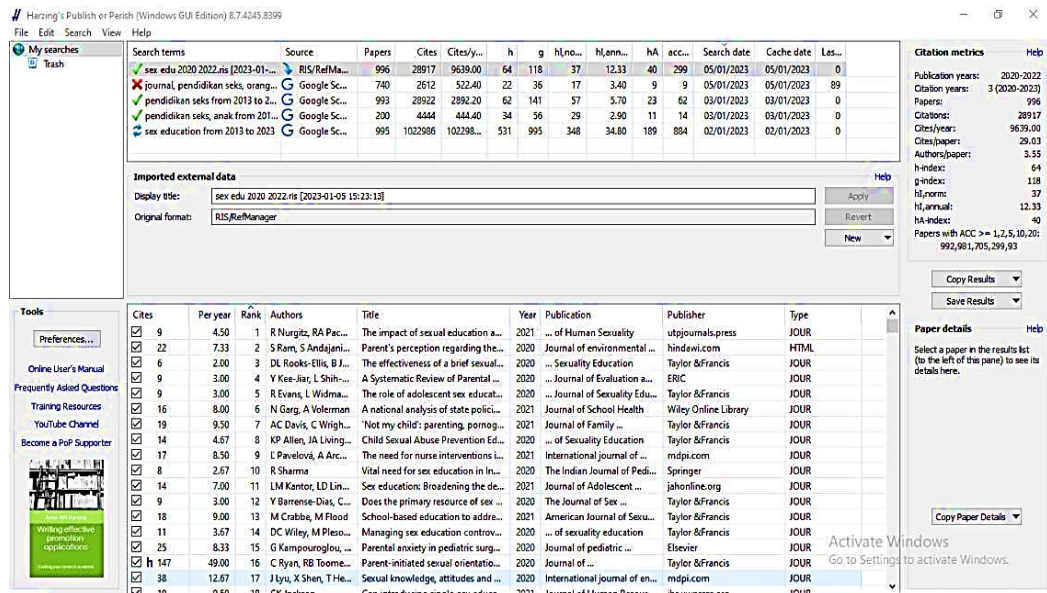 Harzing's Publish or Perish (Windows GUI Edition) 8.7.4245.8399
File Edit Search View Help
My searches
Trash
Search terms Source Papers Cites Cites/y... h g hI,no... hI,ann... hA acc... Search date Cache date Las...
sex edu 2020 2022.ris [2023-01-... RIS/RefMa... 996 28917 9639.00 64 118 37 12.33 40 299 05/01/2023 05/01/2023 0
journal, pendidikan seks, orang... Google Sc... 740 2612 522.40 22 36 17 3.40 9 9 05/01/2023 05/01/2023 89
pendidikan seks from 2013 to 2... Google Sc... 993 28922 2892.20 62 141 57 5.70 23 62 03/01/2023 03/01/2023 0
pendidikan seks, anak from 201... Google Sc... 200 4444 444.40 34 56 29 2.90 11 14 03/01/2023 03/01/2023 0
sex education from 2013 to 2023 Google Sc... 995 1022986 102298... 531 995 348 34.80 189 884 02/01/2023 02/01/2023 0
Imported external data Help
Display title: sex edu 2020 2022.ris [2023-01-05 15:23:13] Apply
Original format: RIS/RefManager Revert
New
Citation metrics Help
Publication years: 2020-2022
Citation years: 3 (2020-2023)
Papers: 996
Citations: 28917
Cites/year: 9639.00
Cites/paper: 29.03
Authors/paper: 3.55
h-index: 64
g-index: 118
hI,norm: 37
hI,annual: 12.33
hA-index: 40
Papers with ACC >= 1,2,5,10,20:
992,981,705,299,93
Copy Results
Save Results
Tools
Preferences...
Online User's Manual
Frequently Asked Questions
Training Resources
YouTube Channel
Become a PoP Supporter
Writing effective
promotion
applications
Cites Per year Rank Authors Title Year Publication Publisher Type
9 4.50 1 R Nurgitz, RA Pac... The impact of sexual education a... 2021 ... of Human Sexuality utpjournals.press JOUR
22 7.33 2 S Ram, S Andajani... Parent's perception regarding the... 2020 Journal of environmental ... hindawi.com HTML
6 2.00 3 DL Rooks-Ellis, B J... The effectiveness of a brief sexual... 2020 ... Sexuality Education Taylor &Francis JOUR
9 3.00 4 Y Kee-Jiar, L Shih-... A Systematic Review of Parental ... 2020 ... Journal of Evaluation a... ERIC JOUR
9 3.00 5 R Evans, L Widma... The role of adolescent sex educat... 2020 ... Journal of Sexuality Edu... Taylor &Francis JOUR
16 8.00 6 N Garg, A Volerman A national analysis of state polici... 2021 Journal of School Health Wiley Online Library JOUR
19 9.50 7 AC Davis, C Wrigh... 'Not my child': parenting, pornog... 2021 Journal of Family ... Taylor &Francis JOUR
14 4.67 8 KP Allen, JA Living... Child Sexual Abuse Prevention Ed... 2020 ... of Sexuality Education Taylor &Francis JOUR
17 8.50 9 Ľ Pavelová, A Arc... The need for nurse interventions i... 2021 International journal of ... mdpi.com JOUR
8 2.67 10 R Sharma Vital need for sex education in In... 2020 The Indian Journal of Pedi... Springer JOUR
14 7.00 11 LM Kantor, LD Lin... Sex education: Broadening the de... 2021 Journal of Adolescent ... jahonline.org JOUR
9 3.00 12 Y Barrense-Dias, C... Does the primary resource of sex ... 2020 The Journal of Sex ... Taylor &Francis JOUR
18 9.00 13 M Crabbe, M Flood School-based education to addre... 2021 American Journal of Sexu... Taylor &Francis JOUR
11 3.67 14 DC Wiley, M Pleso... Managing sex education controv... 2020 ... of sexuality education Taylor &Francis JOUR
25 8.33 15 G Kampouroglou, ... Parental anxiety in pediatric surg... 2020 Journal of pediatric ... Elsevier JOUR
h 147 49.00 16 C Ryan, RB Toome... Parent-initiated sexual orientatio... 2020 Journal of ... Taylor &Francis JOUR
38 12.67 17 J Lyu, X Shen, T He... Sexual knowledge, attitudes and ... 2020 International journal of en... mdpi.com JOUR
Paper details Help
Select a paper in the results list
(to the left of this pane) to see its
details here.
Copy Paper Details
Activate Windows
Go to Settings to activate Windows.